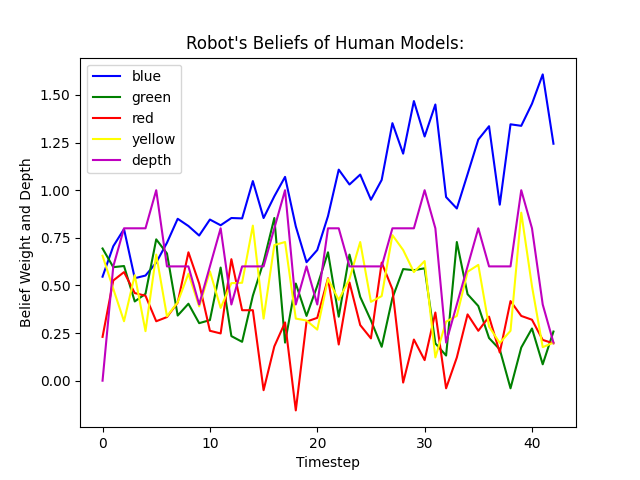 Robot's Beliefs of Human Models:
blue
green
red
yellow
depth
Belief Weight and Depth
1.50
1.25
1.00
0.75
0.50
0.25
0.00
0
10
20
30
40
Timestep